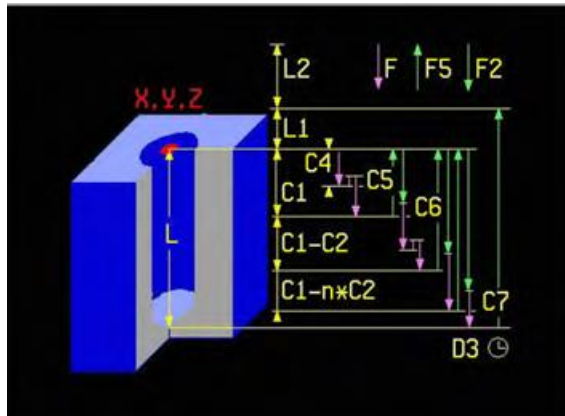 L2 F F5 F2
X,Y,Z
L1
C4
C1 C5
L C6
C1-C2
C1-n*C2
C7
D3